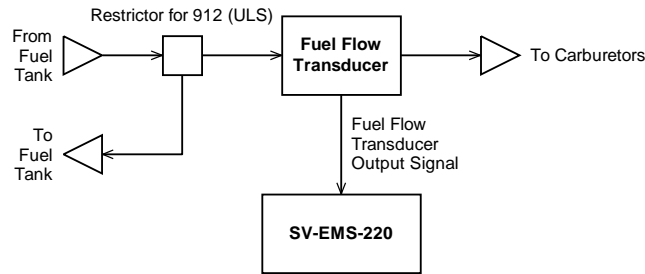 Restrictor for 912 (ULS)
From
Fuel
Tank
Fuel Flow
Transducer
To Carburetors
To
Fuel
Tank
Fuel Flow
Transducer
Output Signal
SV-EMS-220